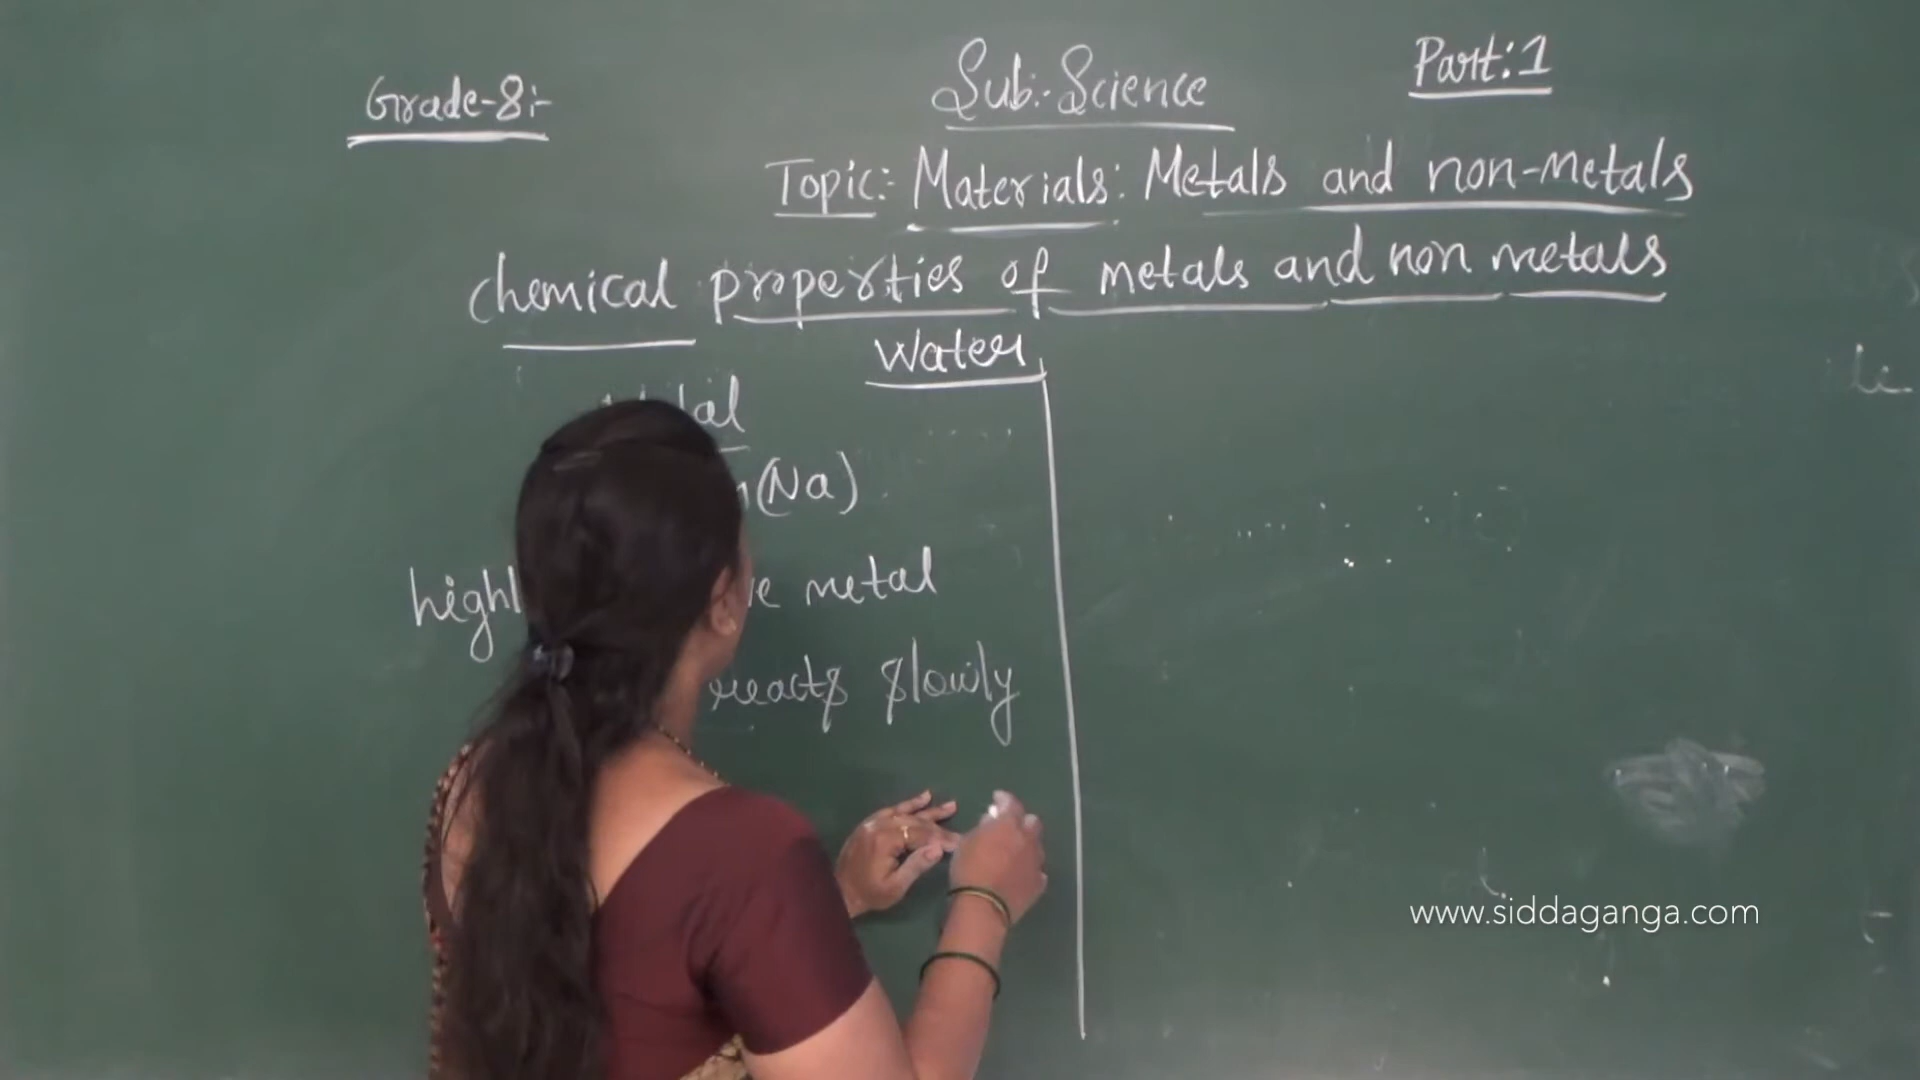 Grade-8:-
Sub:-Science
Part:1
Topic:- Materials: Metals and non-metals
chemical properties of metals and non metals
Water
(Na)
metal
reacts slowly
www.siddaganga.com